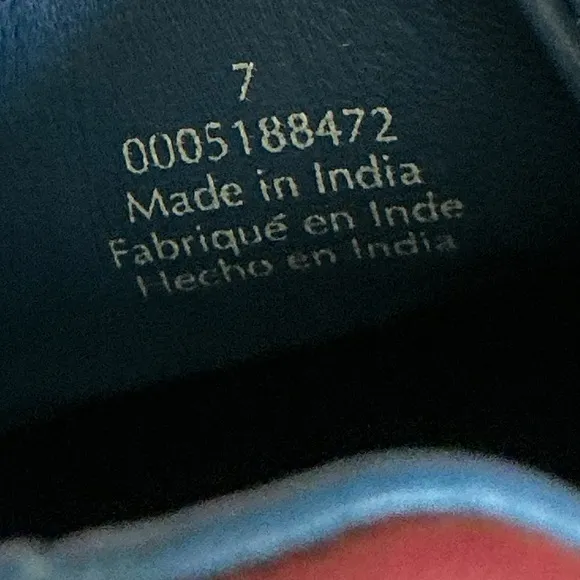 7
0005188472
Made in India
Fabriqué en Inde
Hecho en India